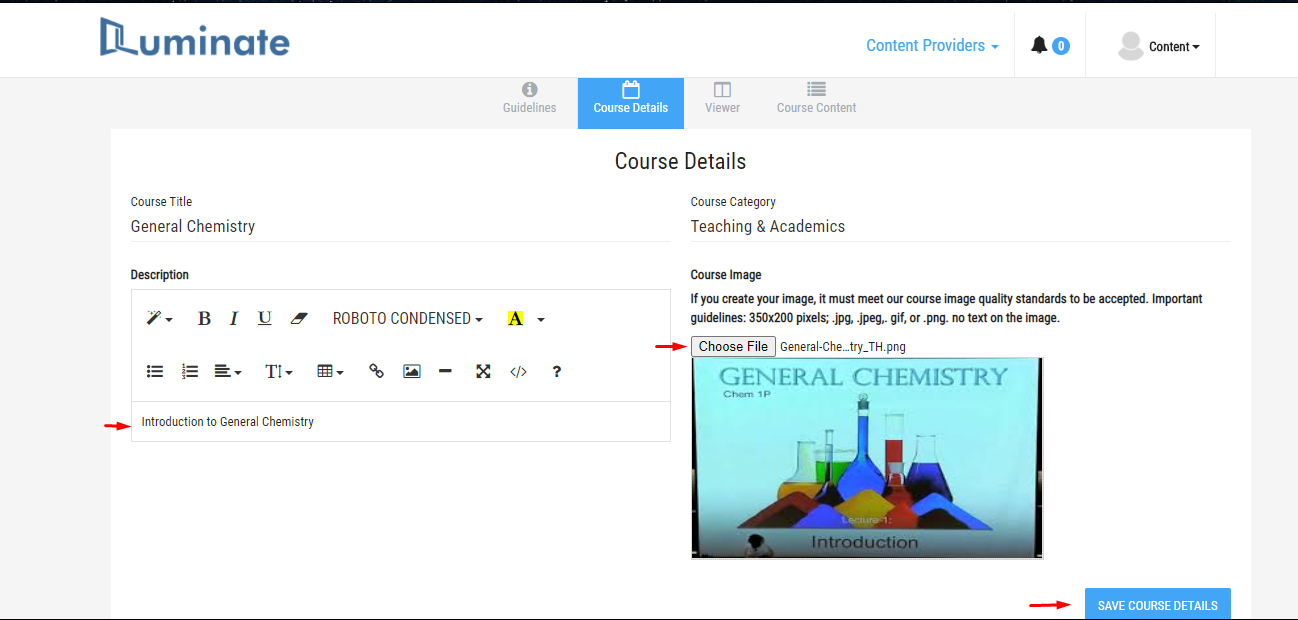 Luminate
Content Providers
0
Content
Guidelines
Course Details
Viewer
Course Content
Course Details
Course Title
General Chemistry
Course Category
Teaching & Academics
Description
B I U ROBOTO CONDENSED A
T </> ?
Introduction to General Chemistry
Course Image
If you create your image, it must meet our course image quality standards to be accepted. Important
guidelines: 350x200 pixels; .jpg, .jpeg,. gif, or .png. no text on the image.
Choose File General-Che...try_TH.png
GENERAL CHEMISTRY
Chem 1P
Lecture 1:
Introduction
SAVE COURSE DETAILS